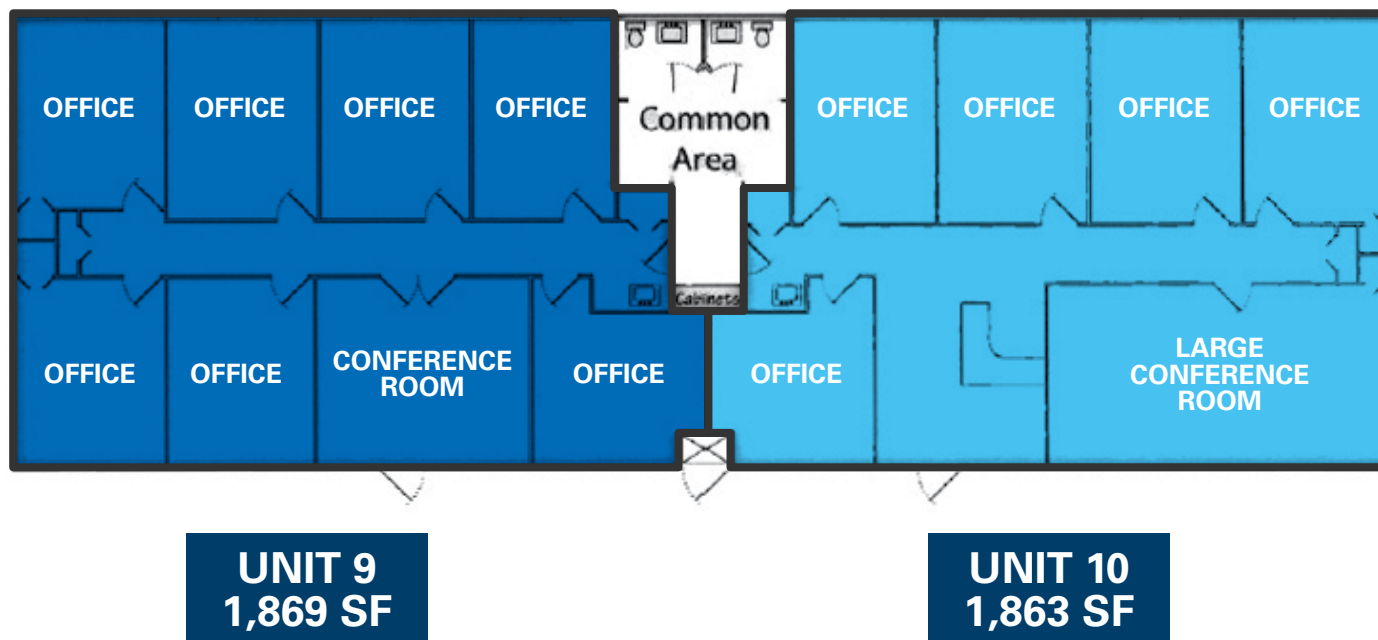 OFFICE
OFFICE
OFFICE
OFFICE
Common
Area
OFFICE
OFFICE
OFFICE
OFFICE
Cabinets
OFFICE
OFFICE
CONFERENCE
ROOM
OFFICE
OFFICE
LARGE
CONFERENCE
ROOM
UNIT 9
1,869 SF
UNIT 10
1,863 SF